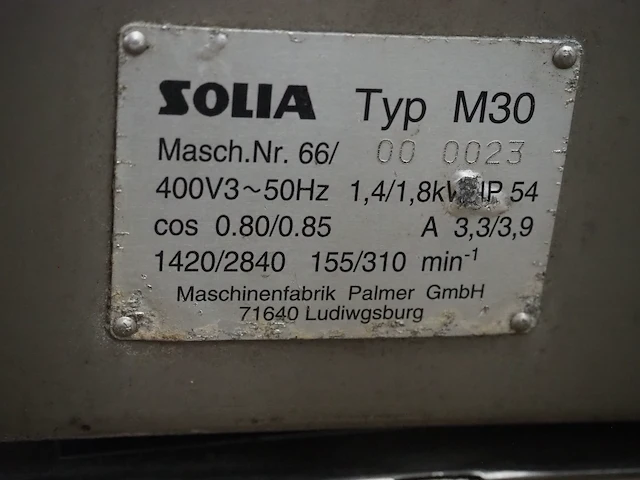 SOLIA Typ M30
Masch.Nr. 66/ 00 0023
400V3~50Hz 1,4/1,8kW IP 54
cos 0.80/0.85 A 3,3/3,9
1420/2840 155/310 min⁻¹
Maschinenfabrik Palmer GmbH
71640 Ludiwgsburg